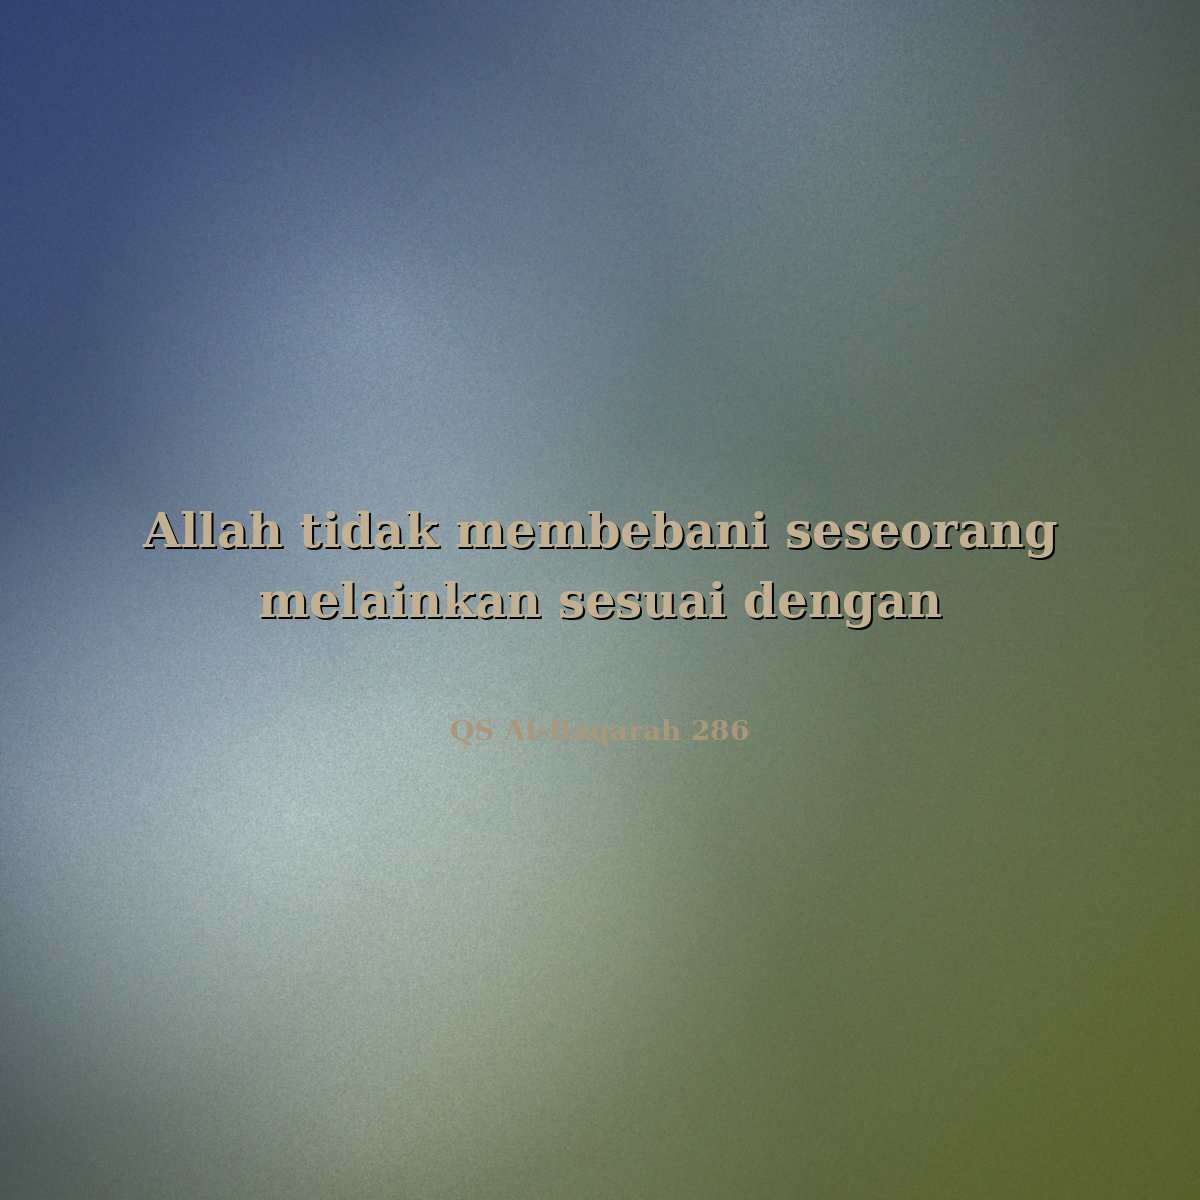 Allah tidak membebani seseorang
melainkan sesuai dengan
QS Al-Baqarah 286